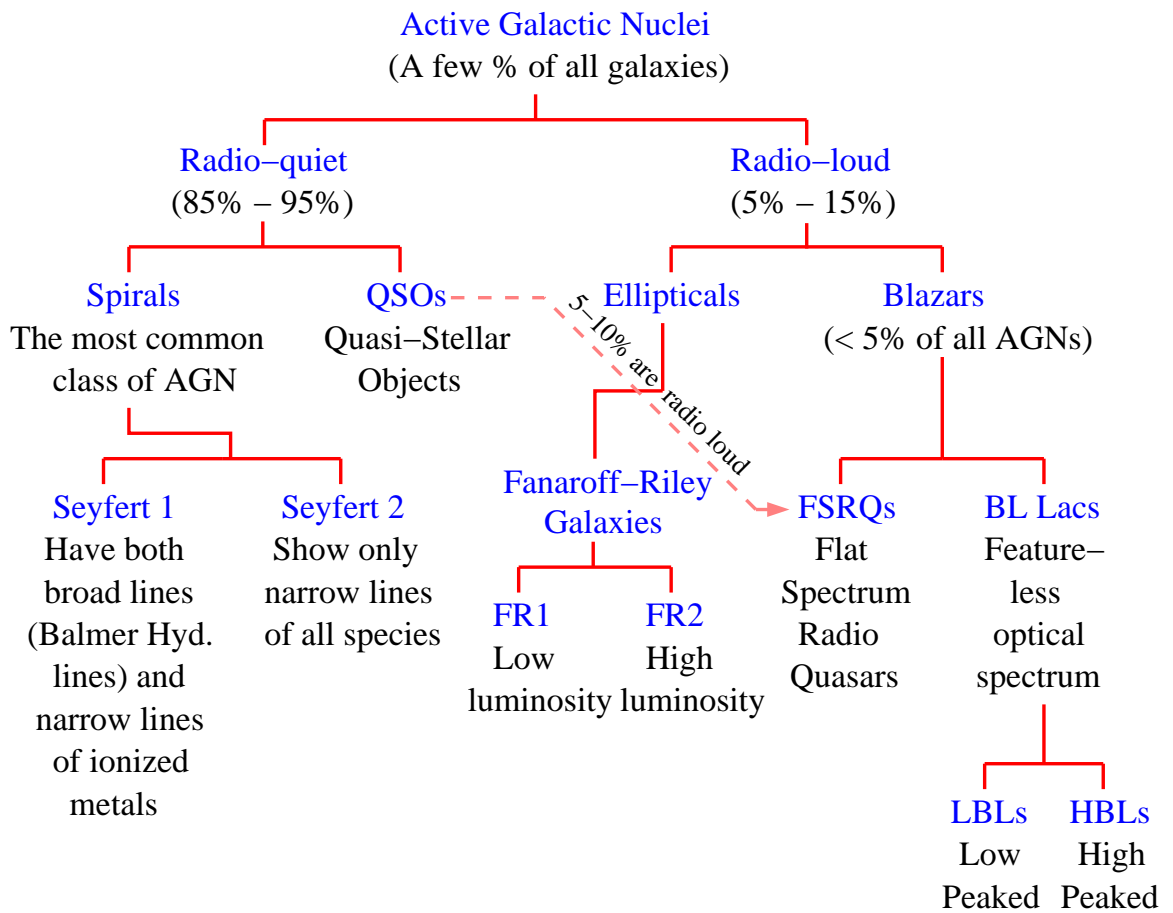 Active Galactic Nuclei
(A few % of all galaxies)
Radio−quiet
(85% − 95%)
Radio−loud
(5% − 15%)
Spirals
The most common
class of AGN
QSOs
Quasi−Stellar
Objects
5−10% are radio loud
Ellipticals
Blazars
(< 5% of all AGNs)
Seyfert 1
Have both
broad lines
(Balmer Hyd.
lines) and
narrow lines
of ionized
metals
Seyfert 2
Show only
narrow lines
of all species
Fanaroff−Riley
Galaxies
FR1
Low
luminosity
FR2
High
luminosity
FSRQs
Flat
Spectrum
Radio
Quasars
BL Lacs
Feature−
less
optical
spectrum
LBLs
Low
Peaked
HBLs
High
Peaked